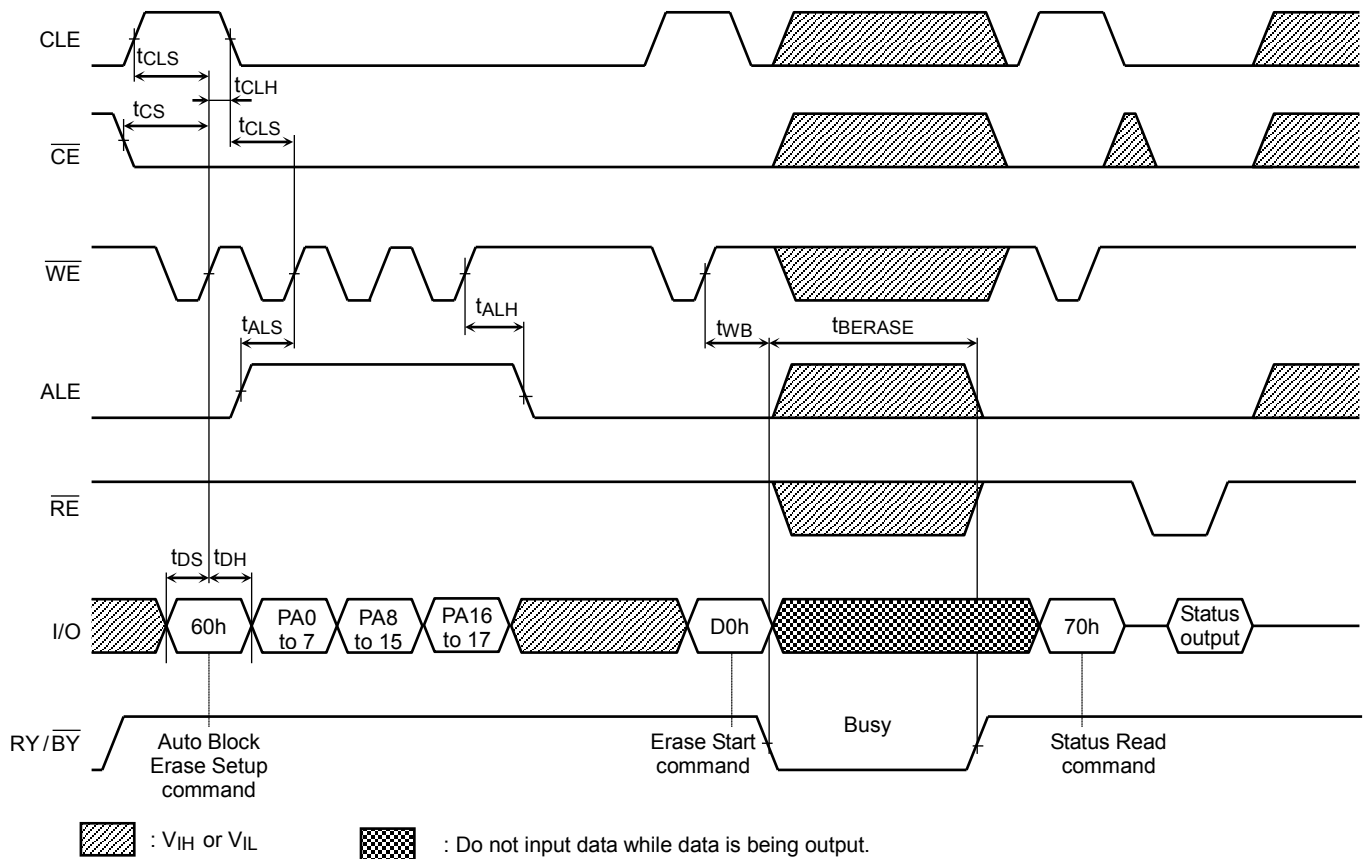 CLE
tCLS
tCLH
tCS
tCLS
CE
WE
tALS
tALH
tWB
tBERASE
ALE
RE
tDS
tDH
I/O
60h
PA0
to 7
PA8
to 15
PA16
to 17
D0h
70h
Status
output
RY/BY
Busy
Auto Block
Erase Setup
command
Erase Start
command
Status Read
command
: VIH or VIL
: Do not input data while data is being output.